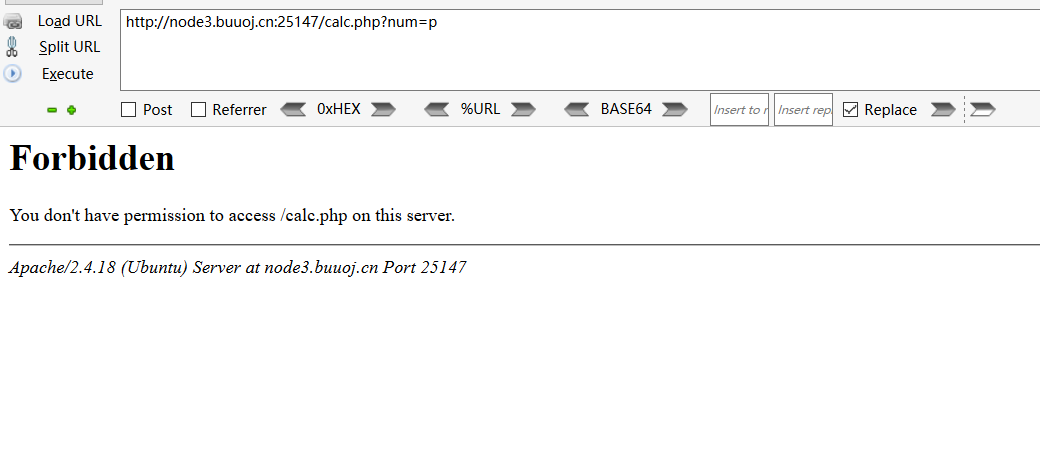 Load URL
http://node3.buuoj.cn:25147/calc.php?num=p
Split URL
Execute
Post Referrer 0xHEX %URL BASE64 Insert to r Insert repl Replace
Forbidden
You don't have permission to access /calc.php on this server.
Apache/2.4.18 (Ubuntu) Server at node3.buuoj.cn Port 25147